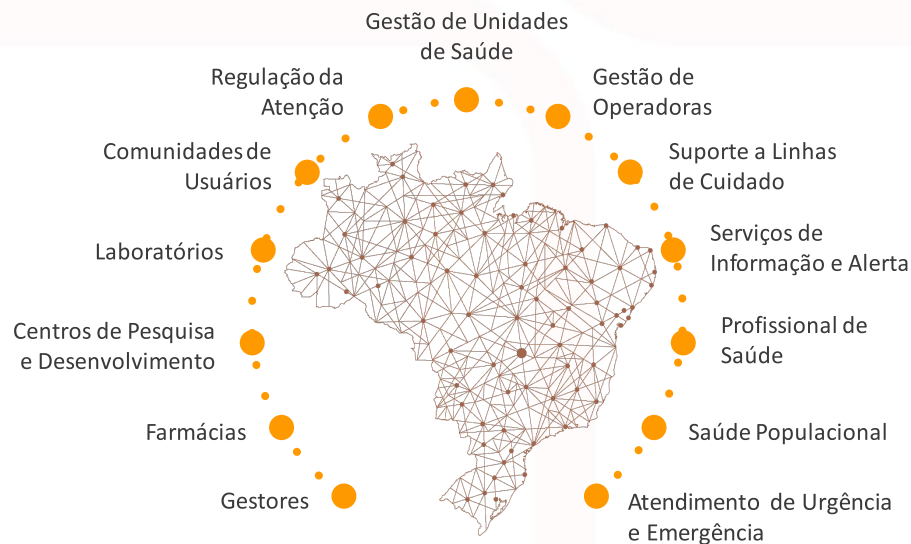 Gestão de Unidades
de Saúde
Regulação da
Atenção
Gestão de
Operadoras
Comunidades de
Usuários
Suporte a Linhas
de Cuidado
Laboratórios
Serviços de
Informação e Alerta
Centros de Pesquisa
e Desenvolvimento
Profissional de
Saúde
Farmácias
Saúde Populacional
Gestores
Atendimento de Urgência
e Emergência